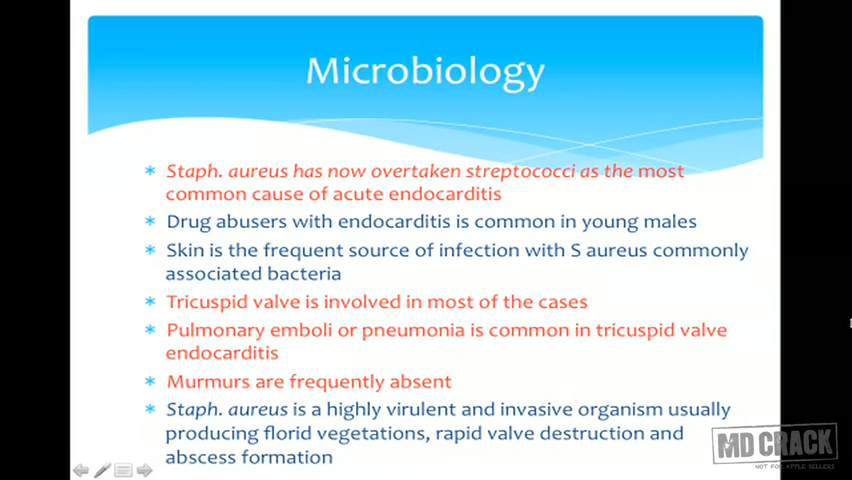 Microbiology
* Staph. aureus has now overtaken streptococci as the most
common cause of acute endocarditis
* Drug abusers with endocarditis is common in young males
* Skin is the frequent source of infection with S aureus commonly
associated bacteria
* Tricuspid valve is involved in most of the cases
* Pulmonary emboli or pneumonia is common in tricuspid valve
endocarditis
* Murmurs are frequently absent
* Staph. aureus is a highly virulent and invasive organism usually
producing florid vegetations, rapid valve destruction and
abscess formation
MD CRACK
NOT FOR APPLE SELLERS